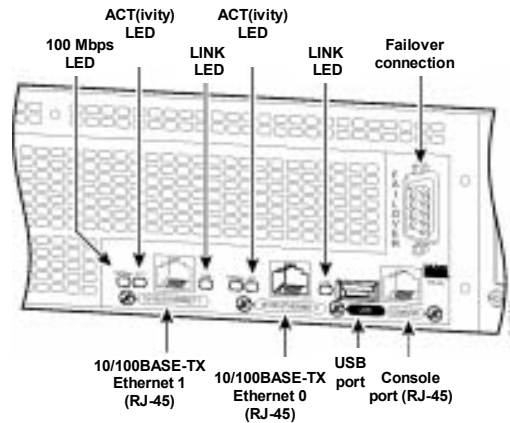 ACT(ivity)
LED
ACT(ivity)
LED
100 Mbps
LED
LINK
LED
LINK
LED
Failover
connection
FAILOVER
10/100BASE-TX
Ethernet 1
(RJ-45)
10/100BASE-TX
Ethernet 0
(RJ-45)
USB
port
Console
port (RJ-45)